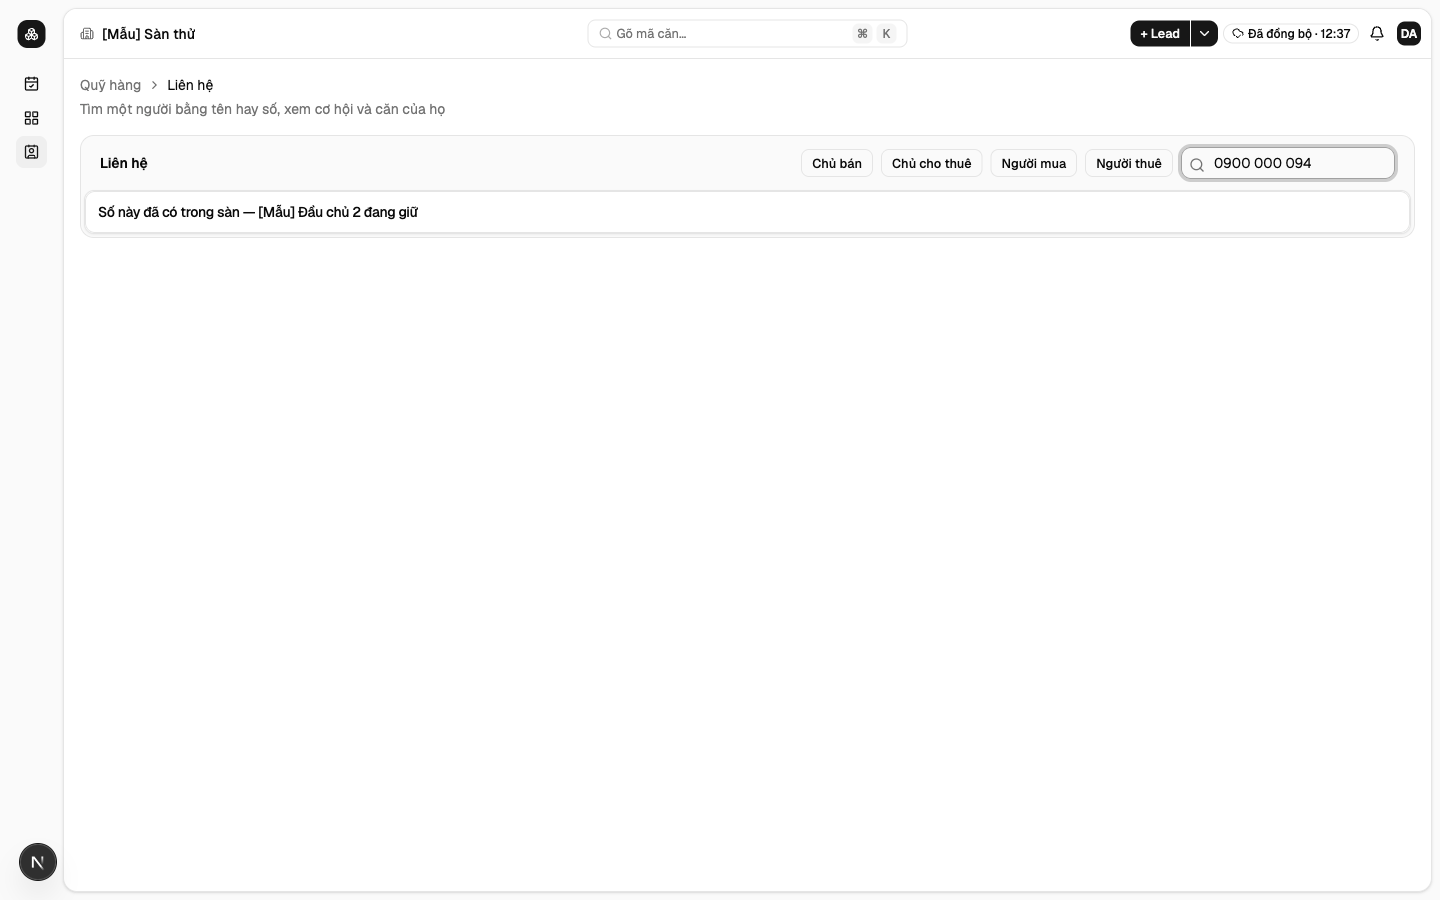 [Mẫu] Sàn thử
Gõ mã căn...
⌘ K
+ Lead
Đã đồng bộ · 12:37
DA
Quỹ hàng > Liên hệ
Tìm một người bằng tên hay số, xem cơ hội và căn của họ
Liên hệ
Chủ bán
Chủ cho thuê
Người mua
Người thuê
0900 000 094
Số này đã có trong sàn — [Mẫu] Đầu chủ 2 đang giữ
N